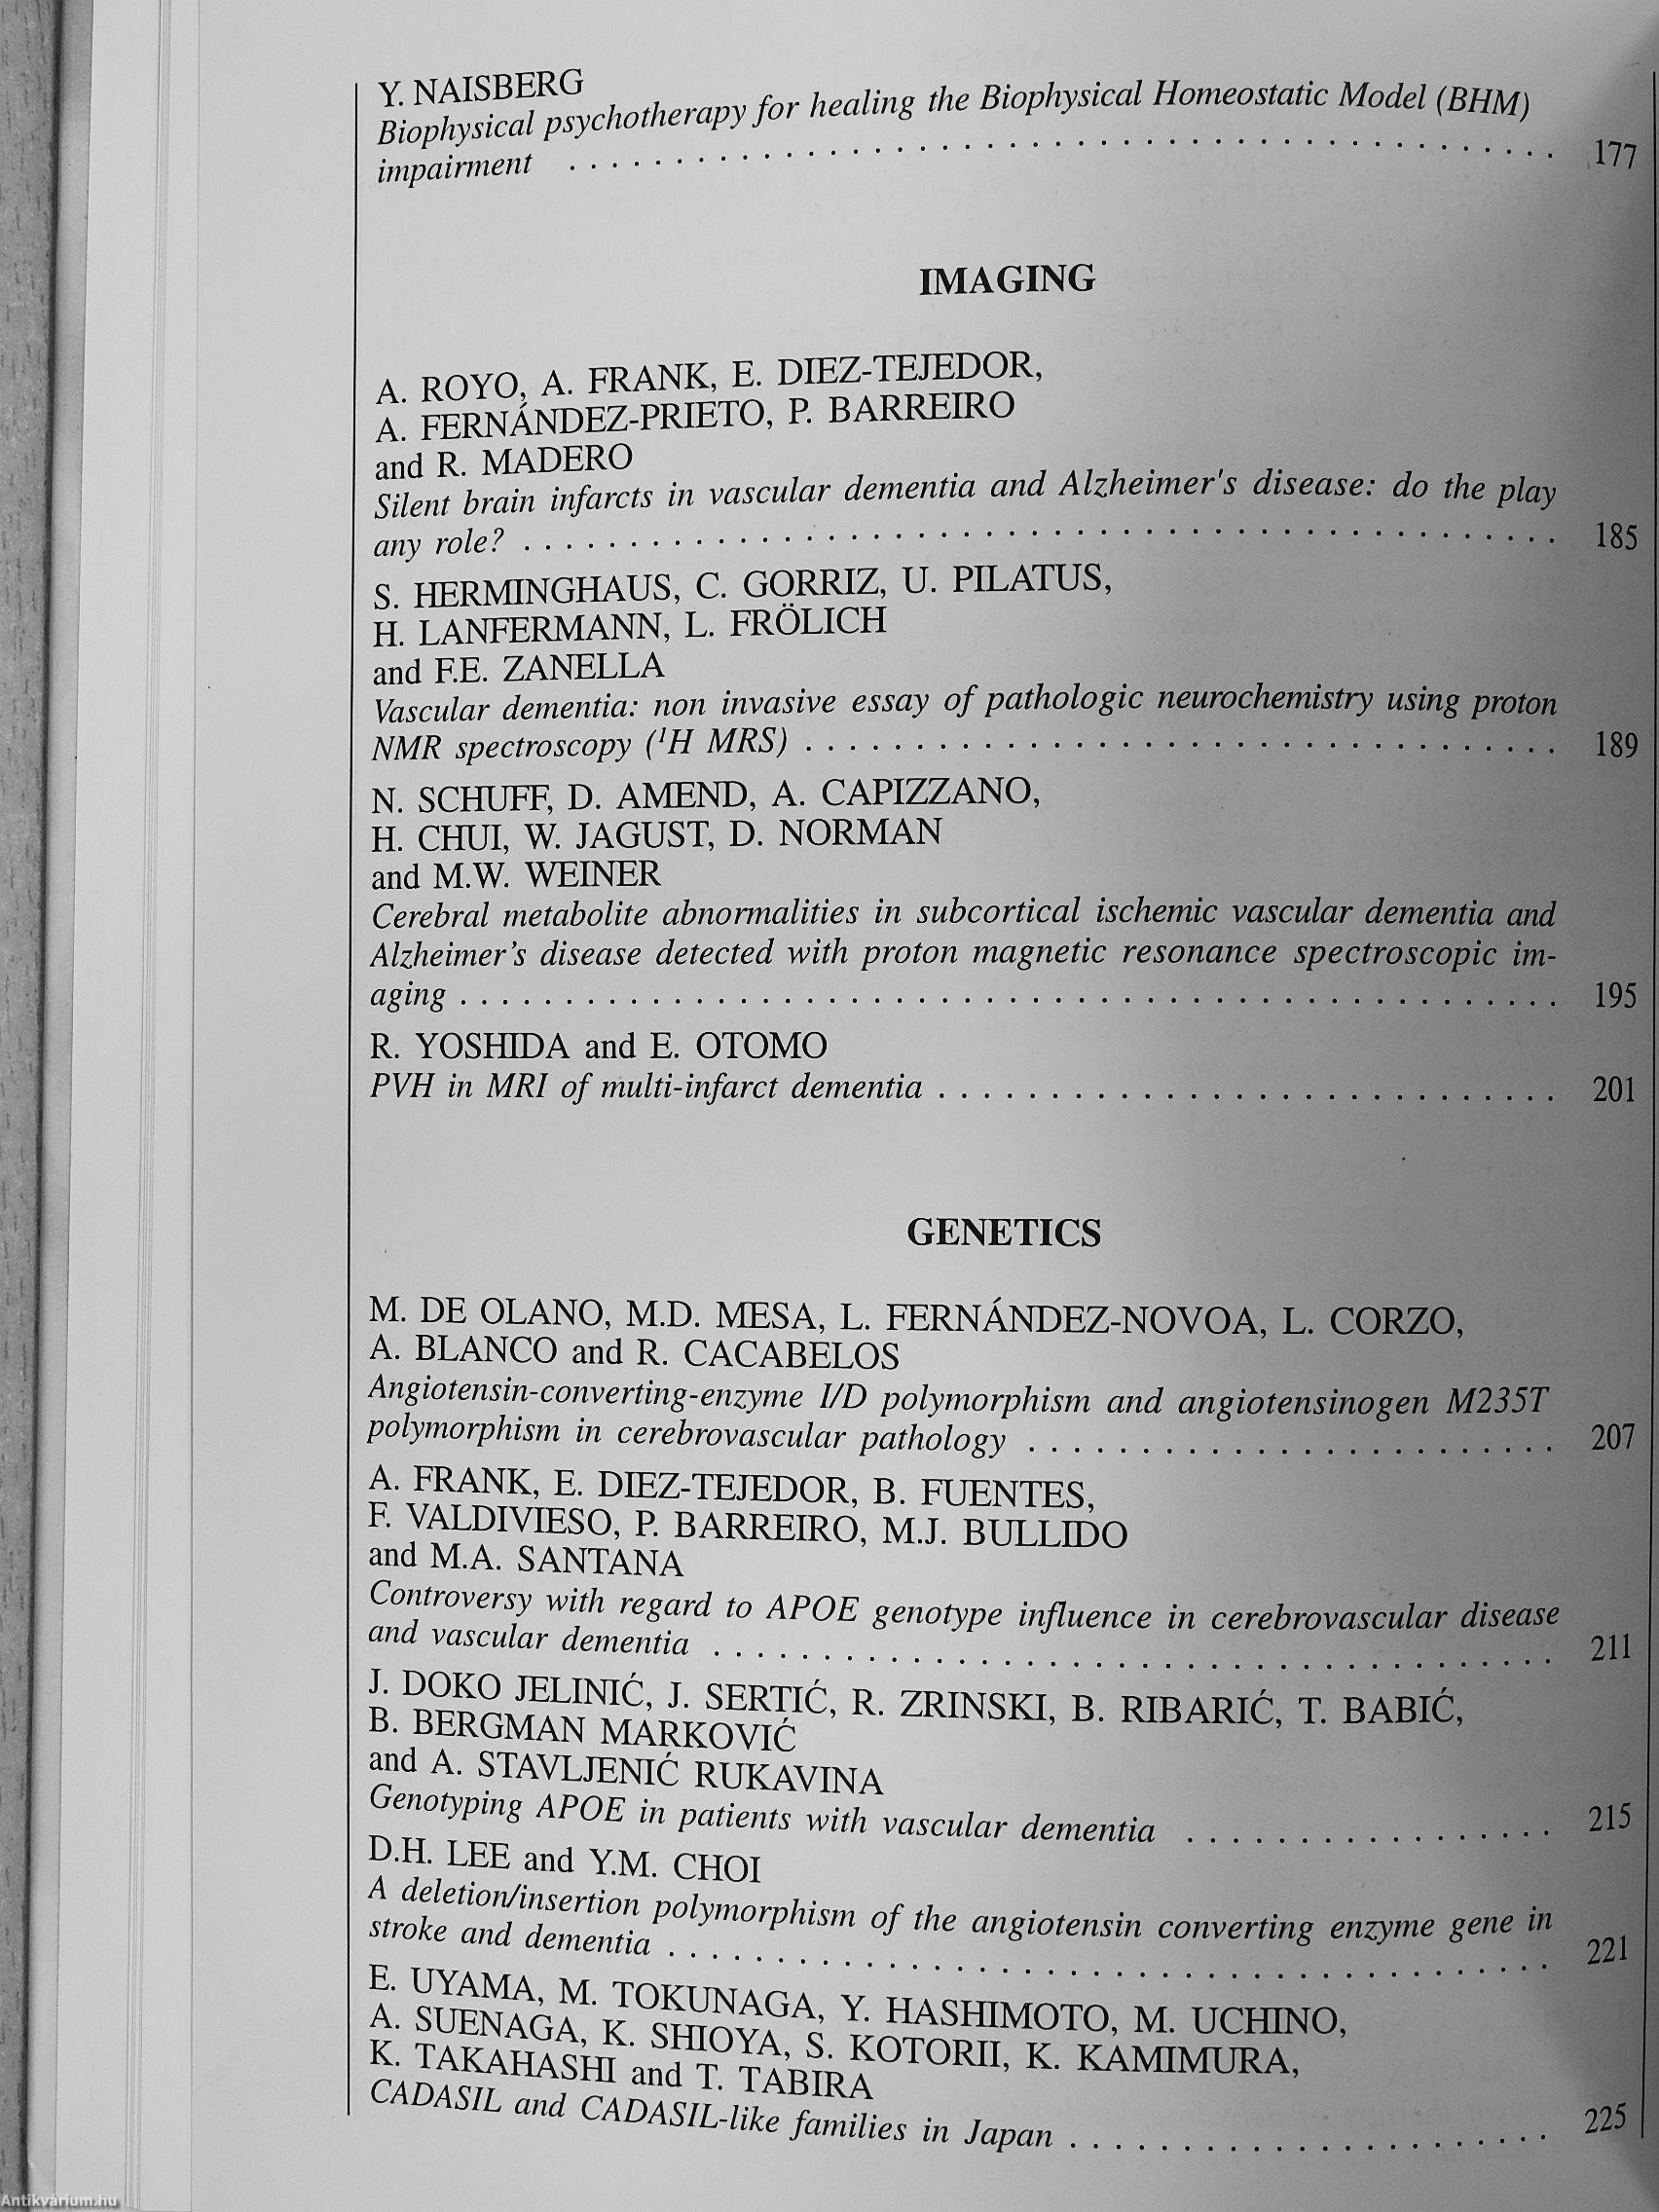 Y. NAISBERG
Biophysical psychotherapy for healing the Biophysical Homeostatic Model (BHM)
impairment . . . . . . . . . . . . . . . . . . . . . . . . . . . . . . . . . . . . . . . . . . . 177
IMAGING
A. ROYO, A. FRANK, E. DIEZ-TEJEDOR,
A. FERNÁNDEZ-PRIETO, P. BARREIRO
and R. MADERO
Silent brain infarcts in vascular dementia and Alzheimer's disease: do the play
any role? . . . . . . . . . . . . . . . . . . . . . . . . . . . . . . . . . . . . . . . . . . . . . . 185
S. HERMINGHAUS, C. GORRIZ, U. PILATUS,
H. LANFERMANN, L. FRÖLICH
and F.E. ZANELLA
Vascular dementia: non invasive essay of pathologic neurochemistry using proton
NMR spectroscopy (¹H MRS) . . . . . . . . . . . . . . . . . . . . . . . . . . . . . . . . . . 189
N. SCHUFF, D. AMEND, A. CAPIZZANO,
H. CHUI, W. JAGUST, D. NORMAN
and M.W. WEINER
Cerebral metabolite abnormalities in subcortical ischemic vascular dementia and
Alzheimer’s disease detected with proton magnetic resonance spectroscopic im-
aging . . . . . . . . . . . . . . . . . . . . . . . . . . . . . . . . . . . . . . . . . . . . . . . . . 195
R. YOSHIDA and E. OTOMO
PVH in MRI of multi-infarct dementia . . . . . . . . . . . . . . . . . . . . . . . . . . . . 201
GENETICS
M. DE OLANO, M.D. MESA, L. FERNÁNDEZ-NOVOA, L. CORZO,
A. BLANCO and R. CACABELOS
Angiotensin-converting-enzyme I/D polymorphism and angiotensinogen M235T
polymorphism in cerebrovascular pathology . . . . . . . . . . . . . . . . . . . . . . . . 207
A. FRANK, E. DIEZ-TEJEDOR, B. FUENTES,
F. VALDIVIESO, P. BARREIRO, M.J. BULLIDO
and M.A. SANTANA
Controversy with regard to APOE genotype influence in cerebrovascular disease
and vascular dementia . . . . . . . . . . . . . . . . . . . . . . . . . . . . . . . . . . . . . . 211
J. DOKO JELINIĆ, J. SERTIĆ, R. ZRINSKI, B. RIBARIĆ, T. BABIĆ,
B. BERGMAN MARKOVIĆ
and A. STAVLJENIĆ RUKAVINA
Genotyping APOE in patients with vascular dementia . . . . . . . . . . . . . . . . . 215
D.H. LEE and Y.M. CHOI
A deletion/insertion polymorphism of the angiotensin converting enzyme gene in
stroke and dementia . . . . . . . . . . . . . . . . . . . . . . . . . . . . . . . . . . . . . . . . 221
E. UYAMA, M. TOKUNAGA, Y. HASHIMOTO, M. UCHINO,
A. SUENAGA, K. SHIOYA, S. KOTORII, K. KAMIMURA,
K. TAKAHASHI and T. TABIRA
CADASIL and CADASIL-like families in Japan . . . . . . . . . . . . . . . . . . . . . . 225
Antikvárium.hu